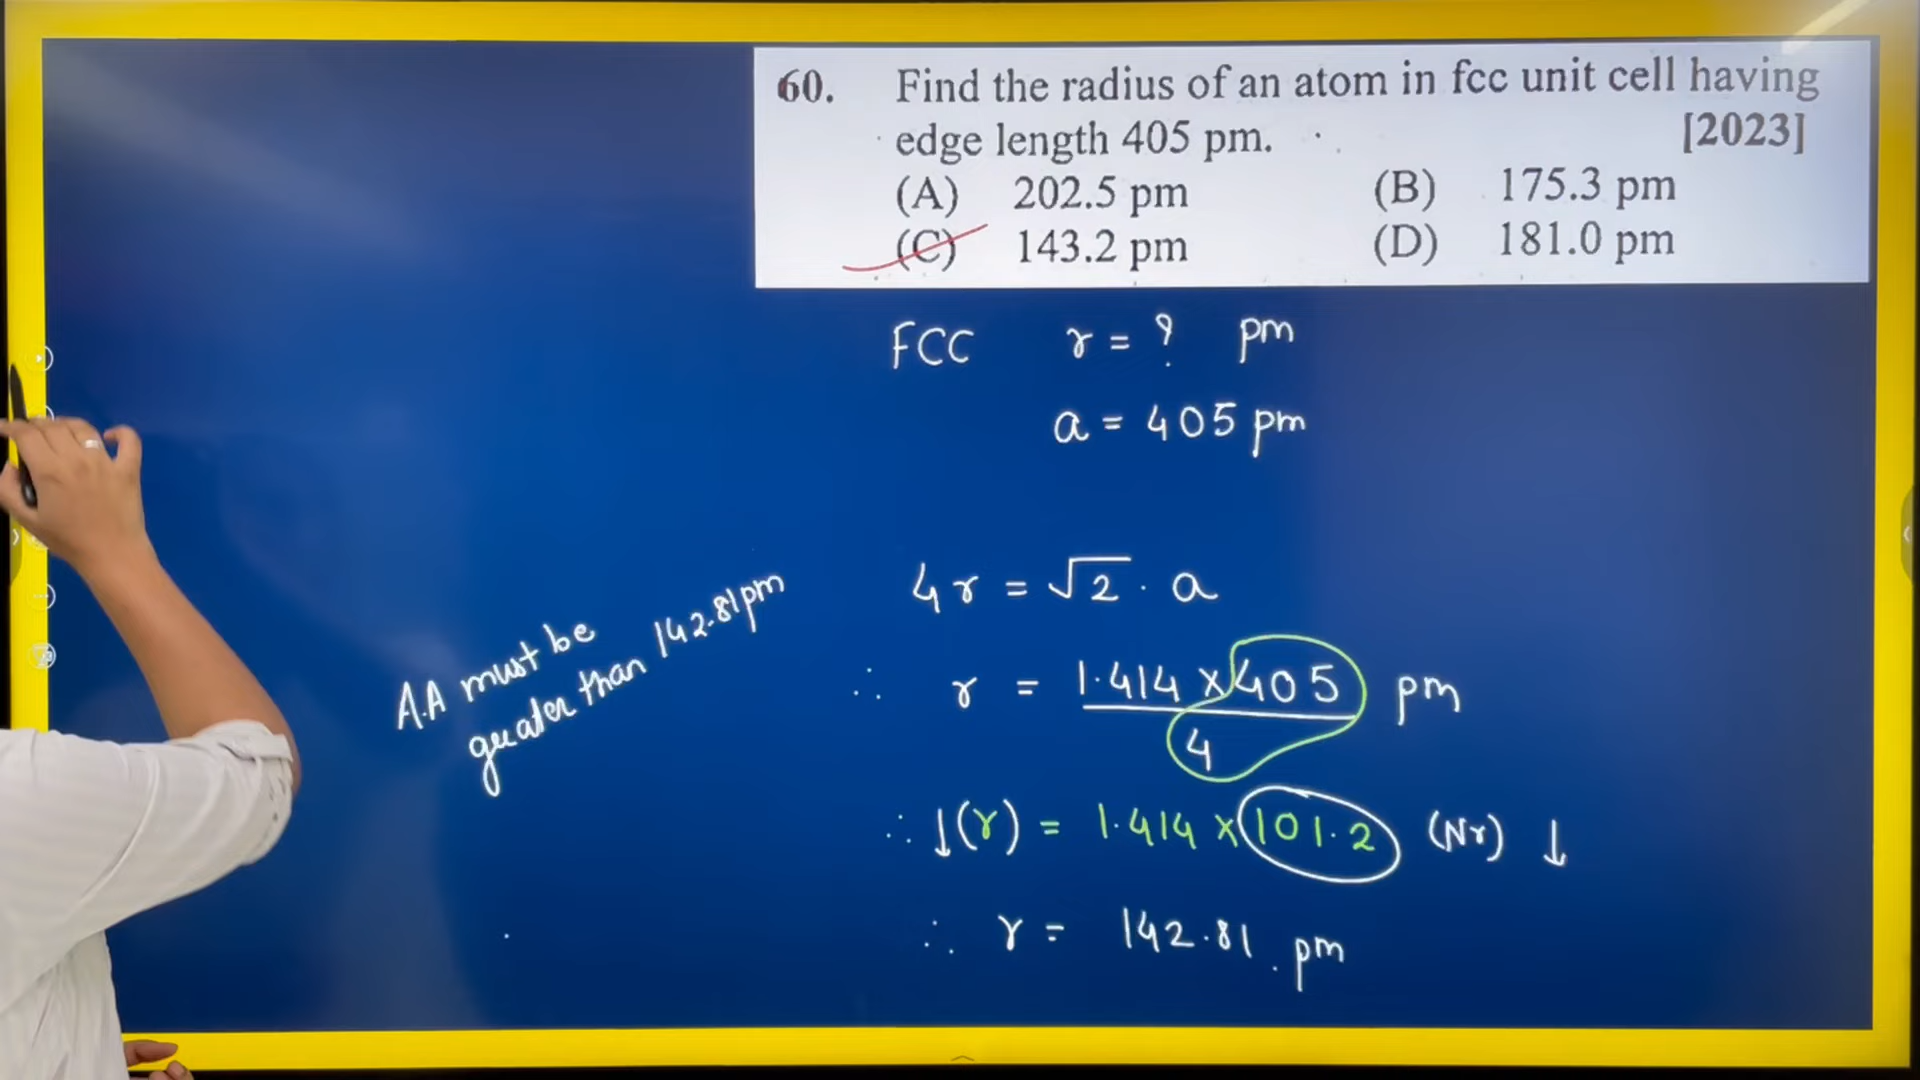 60. Find the radius of an atom in fcc unit cell having
edge length 405 pm. [2023]
(A) 202.5 pm (B) 175.3 pm
(C) 143.2 pm (D) 181.0 pm
FCC r = ? pm
a = 405 pm
4r = √2 . a
∴ r = 1.414 × 405 / 4 pm
∴ ↓(r) = 1.414 × 101.2 (Nr) ↓
∴ r = 142.81 pm
A.A must be
greater than 142.81pm